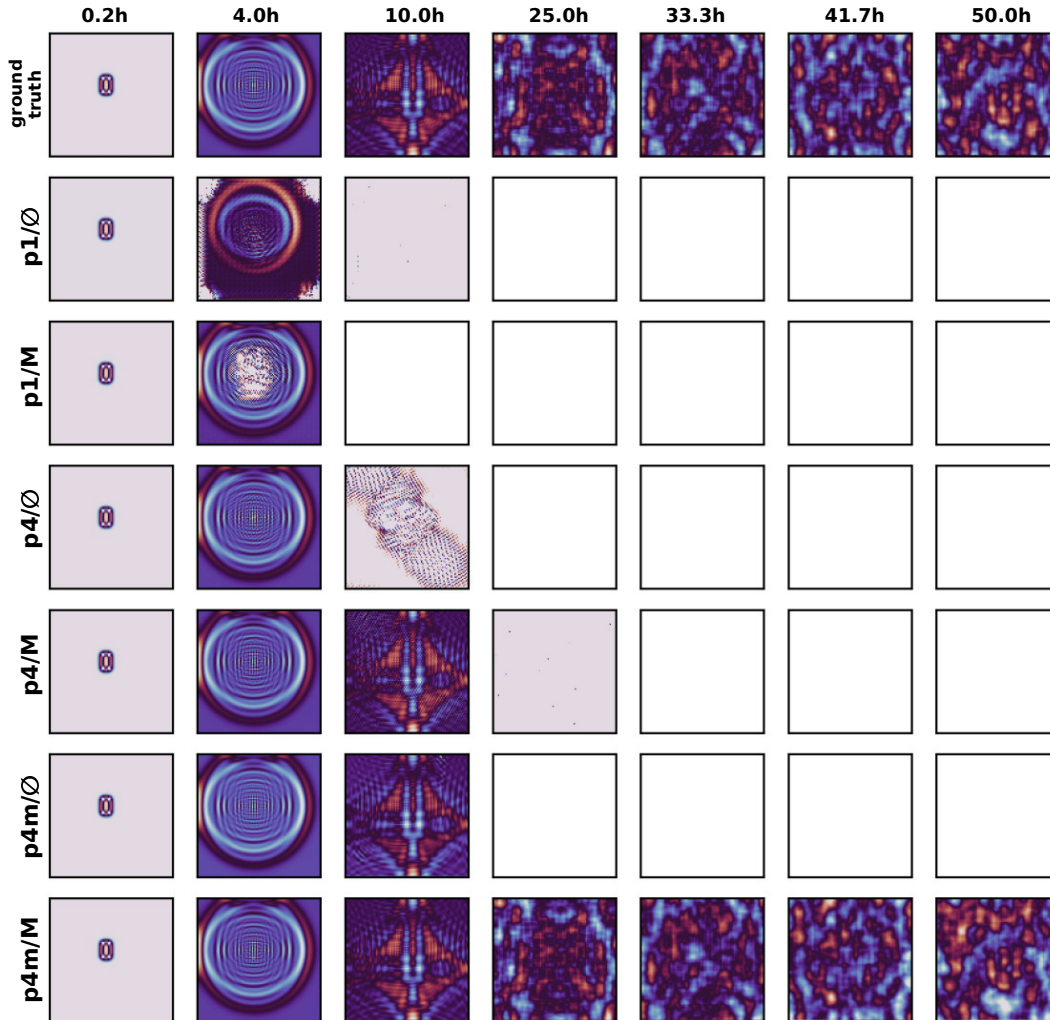 0.2h 4.0h 10.0h 25.0h 33.3h 41.7h 50.0h
ground
truth
p1/∅
p1/M
p4/∅
p4/M
p4m/∅
p4m/M